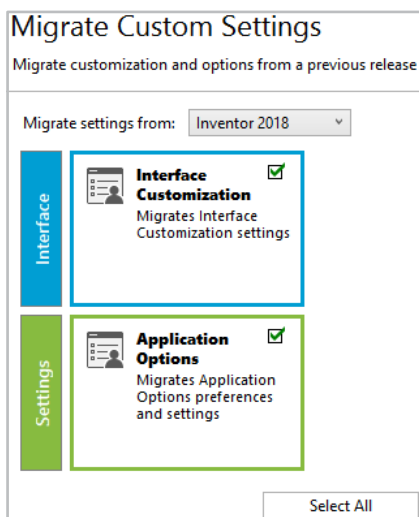 Migrate Custom Settings
Migrate customization and options from a previous release
Migrate settings from: Inventor 2018
Interface
Interface
Customization
Migrates Interface
Customization settings
Settings
Application
Options
Migrates Application
Options preferences
and settings
Select All